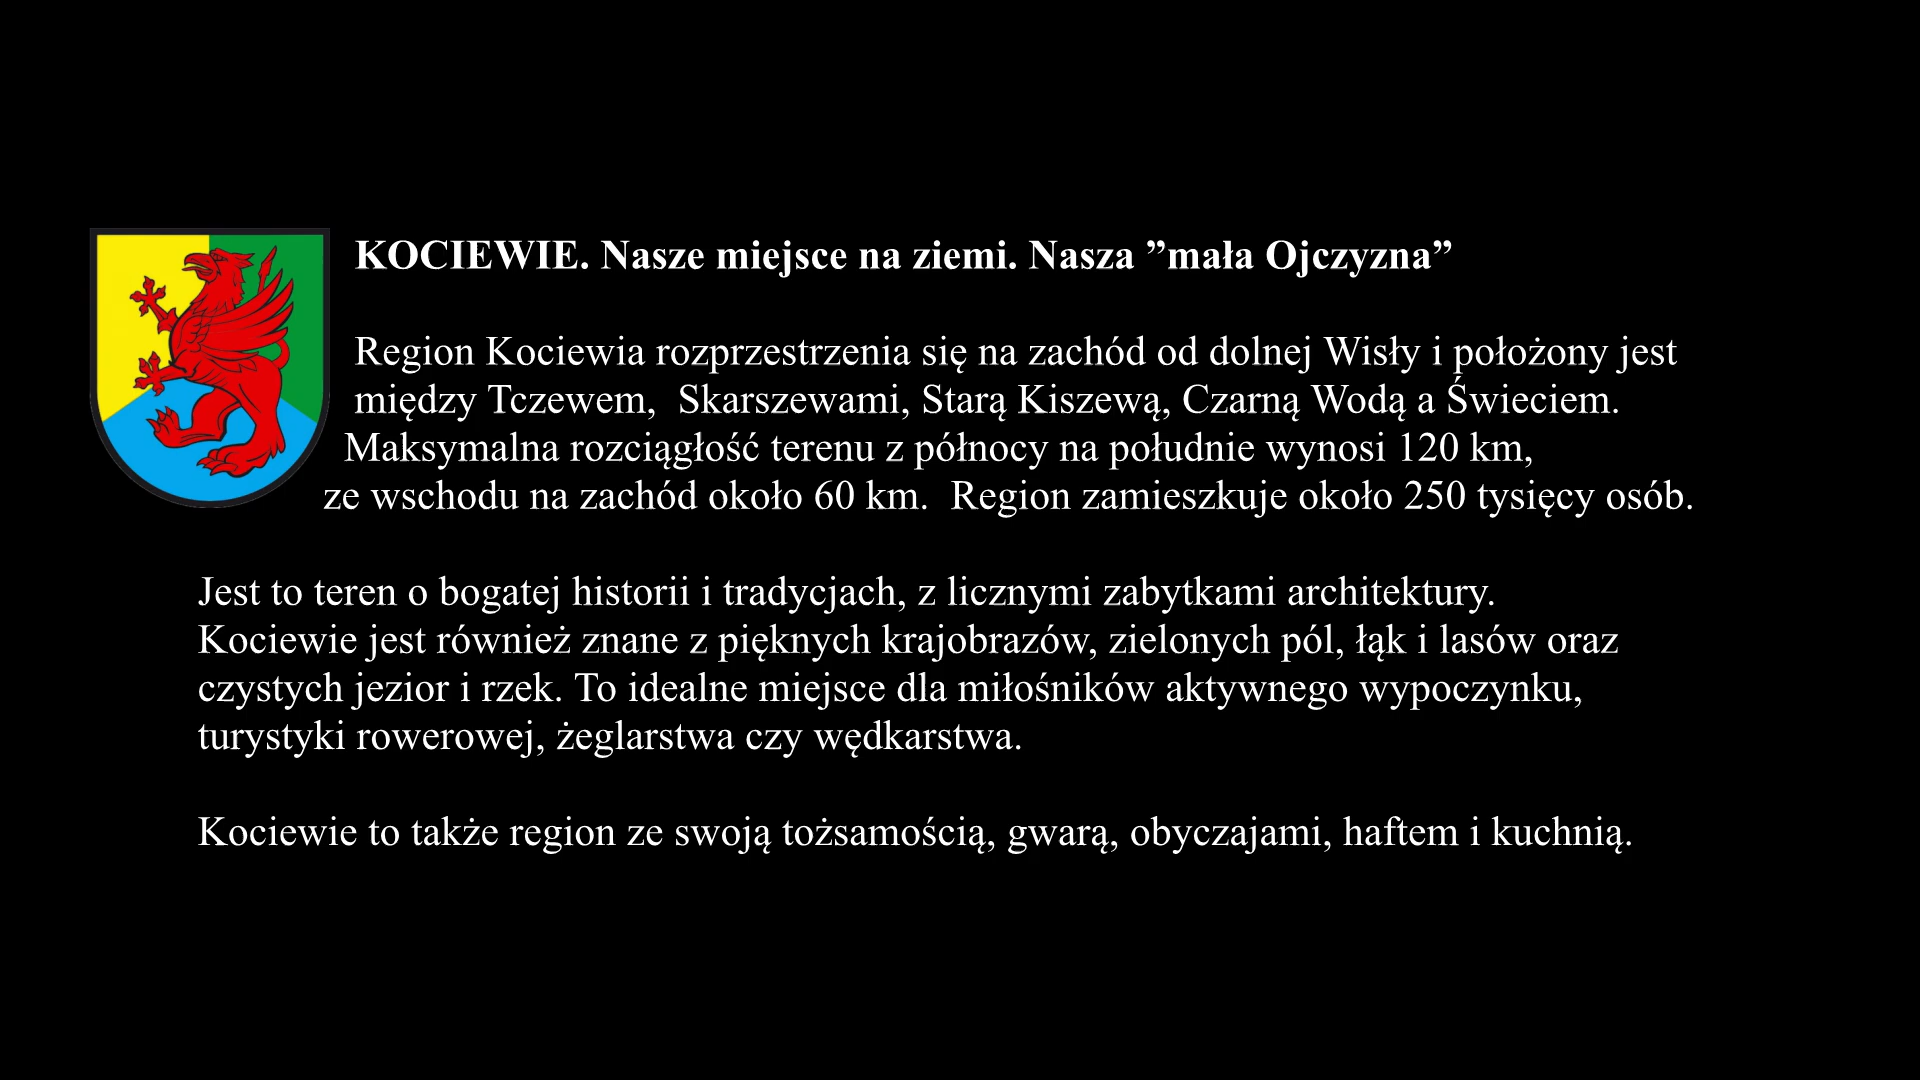 KOCIEWIE. Nasze miejsce na ziemi. Nasza ”mała Ojczyzna”
Region Kociewia rozprzestrzenia się na zachód od dolnej Wisły i położony jest
między Tczewem,  Skarszewami, Starą Kiszewą, Czarną Wodą a Świeciem.
Maksymalna rozciągłość terenu z północy na południe wynosi 120 km,
ze wschodu na zachód około 60 km.  Region zamieszkuje około 250 tysięcy osób.
Jest to teren o bogatej historii i tradycjach, z licznymi zabytkami architektury.
Kociewie jest również znane z pięknych krajobrazów, zielonych pól, łąk i lasów oraz
czystych jezior i rzek. To idealne miejsce dla miłośników aktywnego wypoczynku,
turystyki rowerowej, żeglarstwa czy wędkarstwa.
Kociewie to także region ze swoją tożsamością, gwarą, obyczajami, haftem i kuchnią.